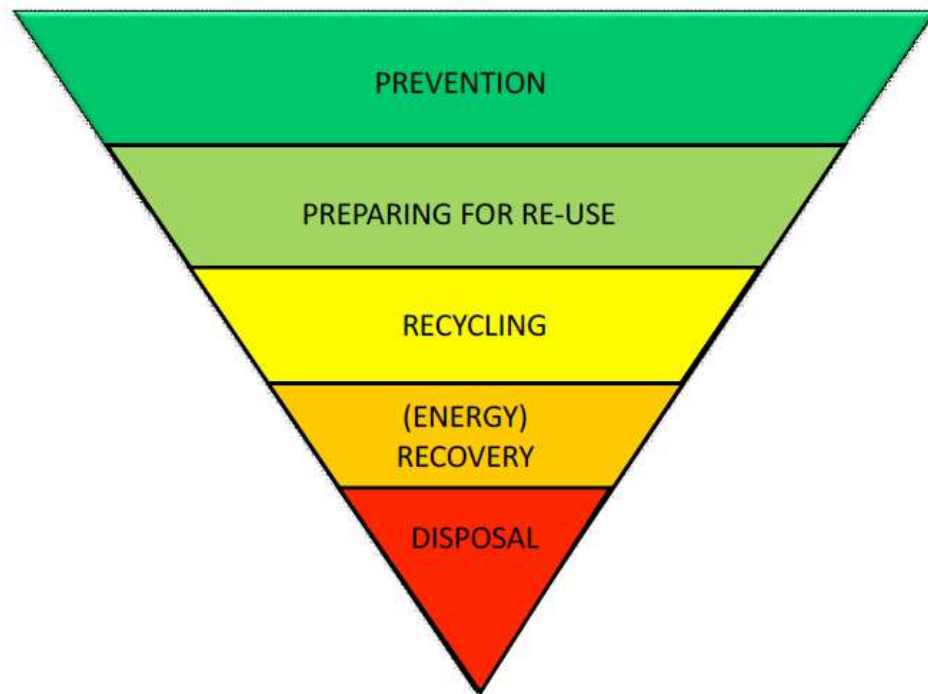 PREVENTION
PREPARING FOR RE-USE
RECYCLING
(ENERGY)
RECOVERY
DISPOSAL